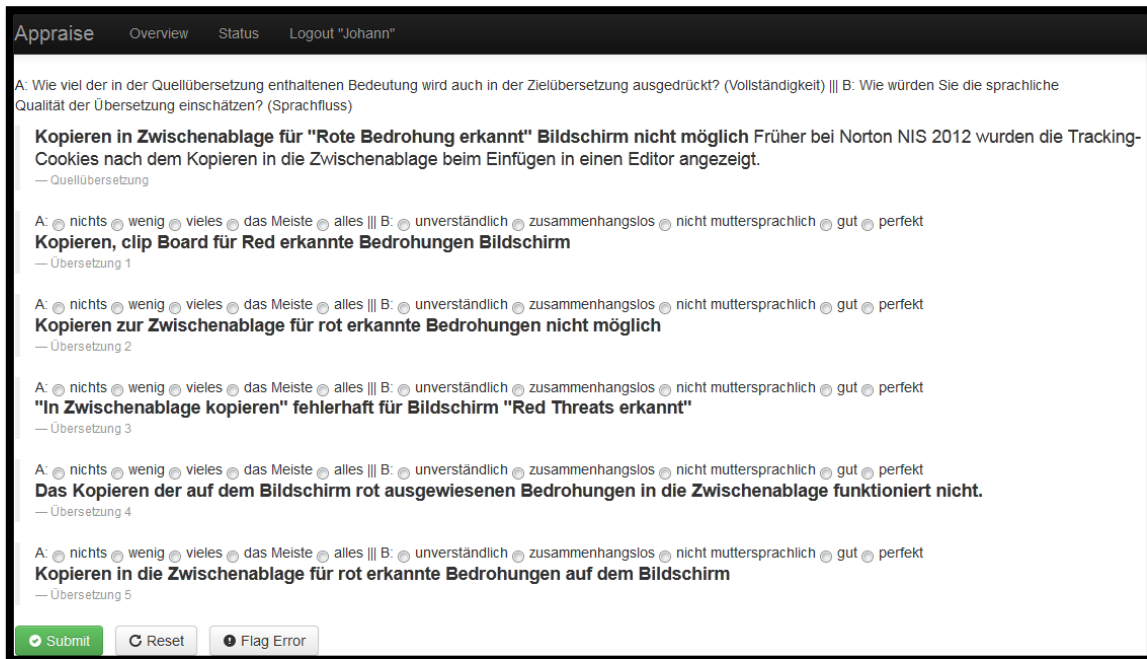 Appraise Overview Status Logout "Johann"
A: Wie viel der in der Quellübersetzung enthaltenen Bedeutung wird auch in der Zielübersetzung ausgedrückt? (Vollständigkeit) ||| B: Wie würden Sie die sprachliche
Qualität der Übersetzung einschätzen? (Sprachfluss)
Kopieren in Zwischenablage für "Rote Bedrohung erkannt" Bildschirm nicht möglich Früher bei Norton NIS 2012 wurden die Tracking-
Cookies nach dem Kopieren in die Zwischenablage beim Einfügen in einen Editor angezeigt.
— Quellübersetzung
A: nichts wenig vieles das Meiste alles ||| B: unverständlich zusammenhangslos nicht muttersprachlich gut perfekt
Kopieren, clip Board für Red erkannte Bedrohungen Bildschirm
— Übersetzung 1
A: nichts wenig vieles das Meiste alles ||| B: unverständlich zusammenhangslos nicht muttersprachlich gut perfekt
Kopieren zur Zwischenablage für rot erkannte Bedrohungen nicht möglich
— Übersetzung 2
A: nichts wenig vieles das Meiste alles ||| B: unverständlich zusammenhangslos nicht muttersprachlich gut perfekt
"In Zwischenablage kopieren" fehlerhaft für Bildschirm "Red Threats erkannt"
— Übersetzung 3
A: nichts wenig vieles das Meiste alles ||| B: unverständlich zusammenhangslos nicht muttersprachlich gut perfekt
Das Kopieren der auf dem Bildschirm rot ausgewiesenen Bedrohungen in die Zwischenablage funktioniert nicht.
— Übersetzung 4
A: nichts wenig vieles das Meiste alles ||| B: unverständlich zusammenhangslos nicht muttersprachlich gut perfekt
Kopieren in die Zwischenablage für rot erkannte Bedrohungen auf dem Bildschirm
— Übersetzung 5
Submit Reset Flag Error